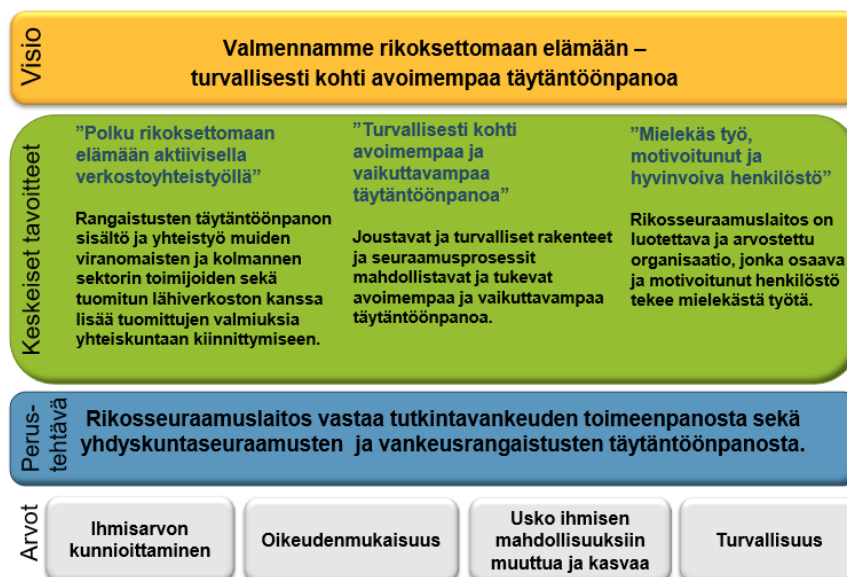 Visio
Valmennamme rikoksettomaan elämään –
turvallisesti kohti avoimempaa täytäntöönpanoa
Keskeiset tavoitteet
”Polku rikoksettomaan
elämään aktiivisella
verkostoyhteistyöllä”
Rangaistusten täytäntöönpanon
sisältö ja yhteistyö muiden
viranomaisten ja kolmannen
sektorin toimijoiden sekä
tuomitun lähiverkoston kanssa
lisää tuomittujen valmiuksia
yhteiskuntaan kiinnittymiseen.
”Turvallisesti kohti
avoimempaa ja
vaikuttavampaa
täytäntöönpanoa”
Joustavat ja turvalliset rakenteet
ja seuraamusprosessit
mahdollistavat ja tukevat
avoimempaa ja vaikuttavampaa
täytäntöönpanoa.
”Mielekäs työ,
motivoitunut ja
hyvinvoiva henkilöstö”
Rikosseuraamuslaitos on
luotettava ja arvostettu
organisaatio, jonka osaava
ja motivoitunut henkilöstö
tekee mielekästä työtä.
Perus-
tehtävä
Rikosseuraamuslaitos vastaa tutkintavankeuden toimeenpanosta sekä
yhdyskuntaseuraamusten ja vankeusrangaistusten täytäntöönpanosta.
Arvot
Ihmisarvon
kunnioittaminen
Oikeudenmukaisuus
Usko ihmisen
mahdollisuuksiin
muuttua ja kasvaa
Turvallisuus